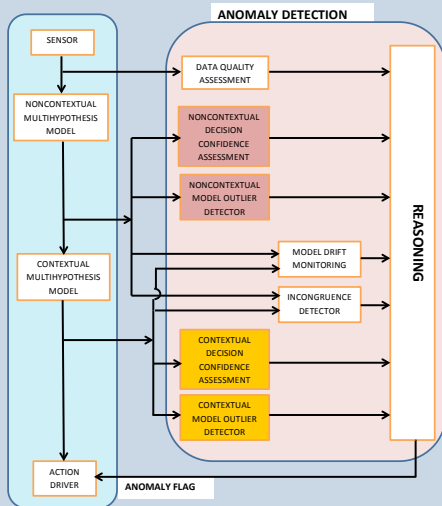 ANOMALY DETECTION
SENSOR
DATA QUALITY
ASSESSMENT
NONCONTEXTUAL
MULTIHYPOTHESIS
MODEL
NONCONTEXTUAL
DECISION
CONFIDENCE
ASSESSMENT
NONCONTEXTUAL
MODEL OUTLIER
DETECTOR
REASONING
CONTEXTUAL
MULTIHYPOTHESIS
MODEL
MODEL DRIFT
MONITORING
INCONGRUENCE
DETECTOR
CONTEXTUAL
DECISION
CONFIDENCE
ASSESSMENT
CONTEXTUAL
MODEL OUTLIER
DETECTOR
ACTION
DRIVER
ANOMALY FLAG